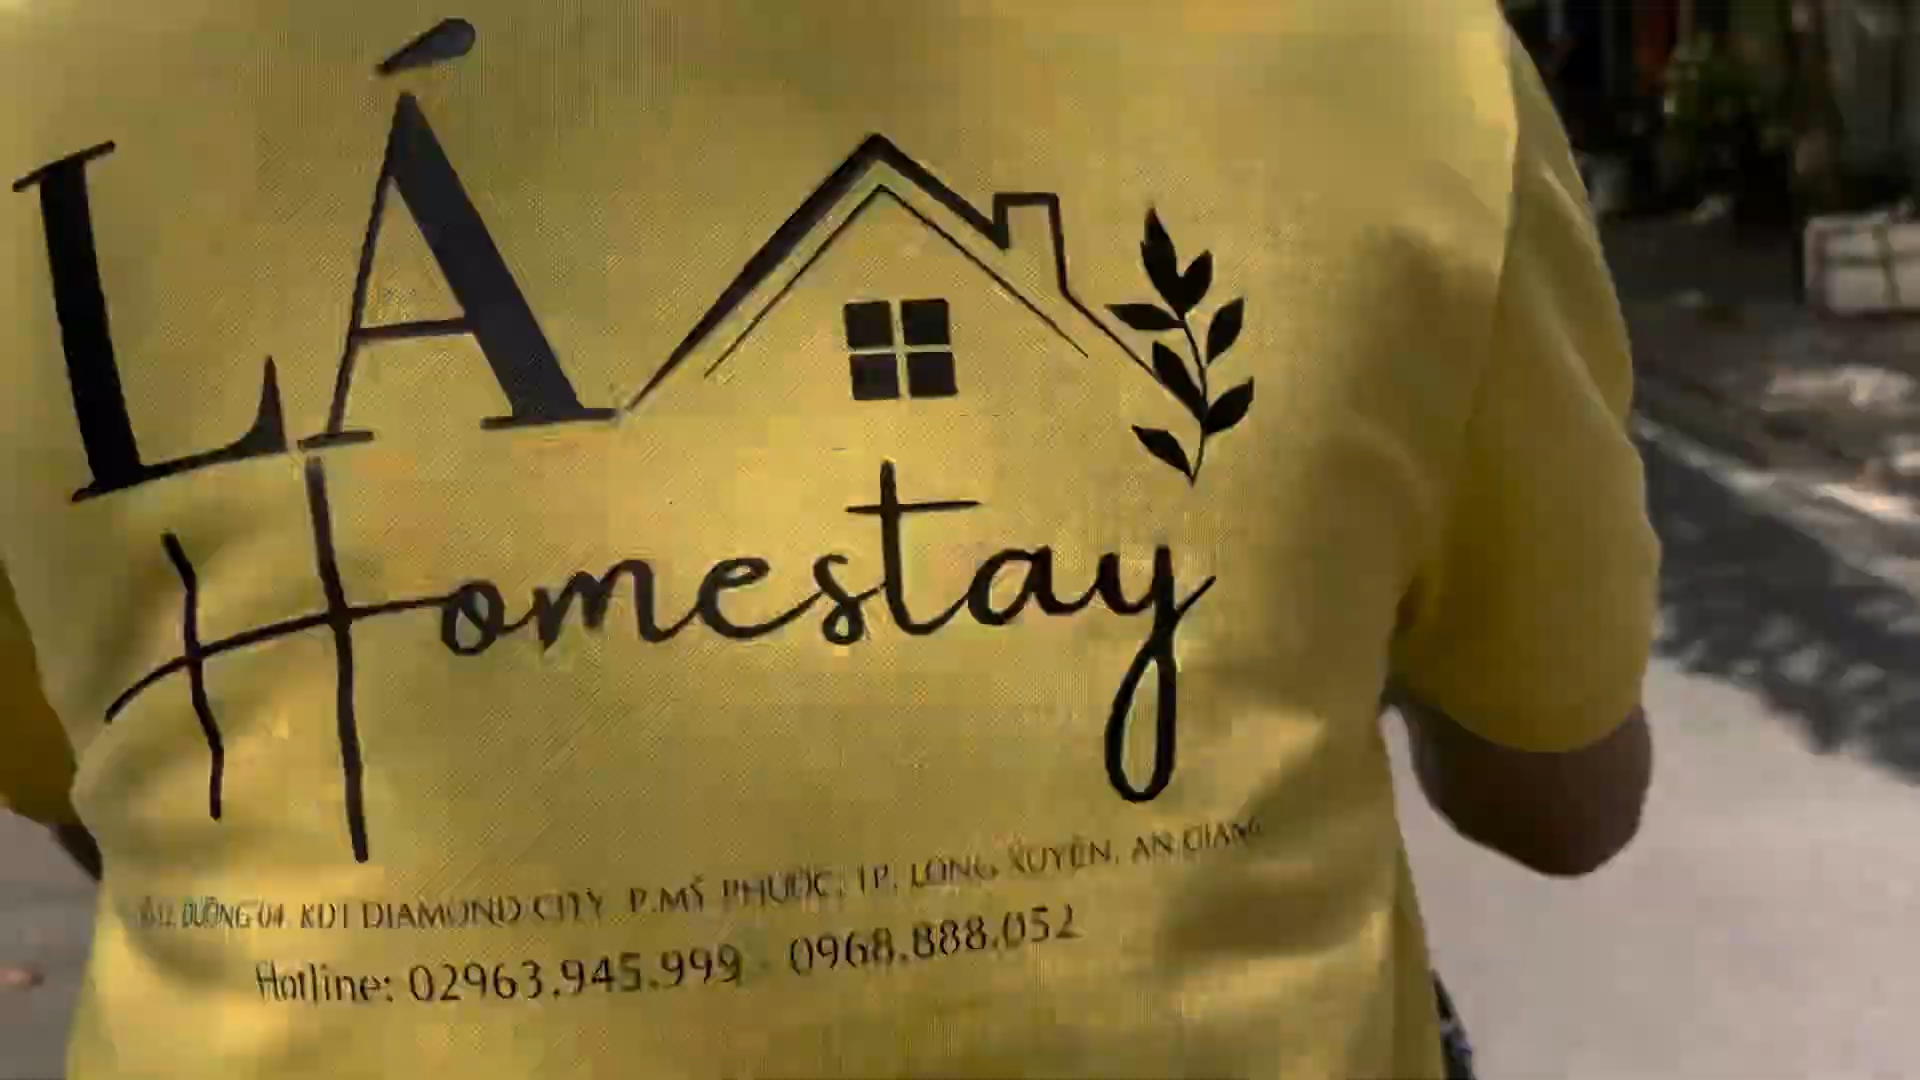 LÁ
Homestay
ĐƯỜNG 04 KDT DIAMOND CITY P.MỸ PHƯỚC, TP. LONG XUYÊN, AN GIANG
Hotline: 02963.945.999 - 0968.888.052